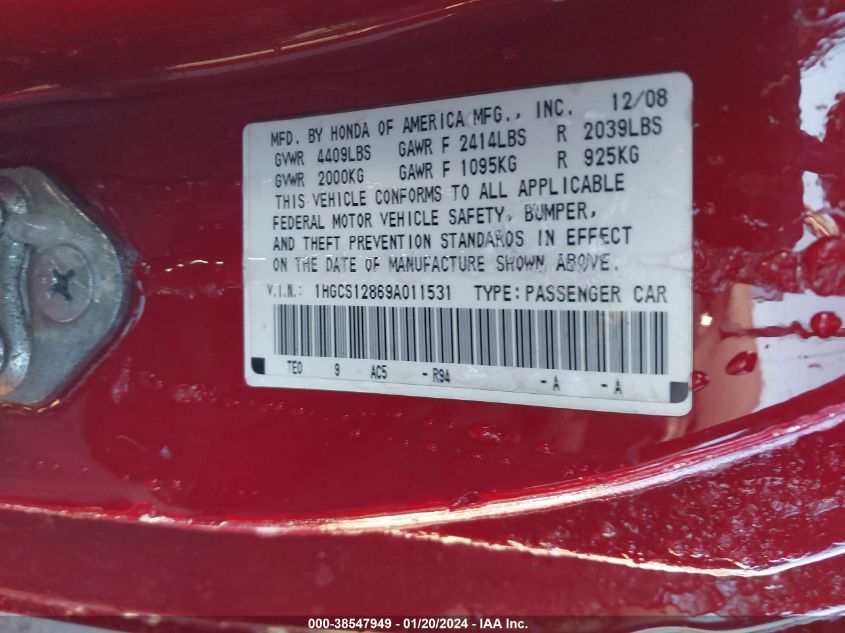 MFD. BY HONDA OF AMERICA MFG., INC. 12/08
GVWR 4409LBS GAWR F 2414LBS R 2039LBS
GVWR 2000KG GAWR F 1095KG R 925KG
THIS VEHICLE CONFORMS TO ALL APPLICABLE
FEDERAL MOTOR VEHICLE SAFETY, BUMPER,
AND THEFT PREVENTION STANDARDS IN EFFECT
ON THE DATE OF MANUFACTURE SHOWN ABOVE.
V.I.N.: 1HGCS12869A011531 TYPE: PASSENGER CAR
TE0 9 AC5 -R94 -A -A
000-38547949 - 01/20/2024 - IAA Inc.